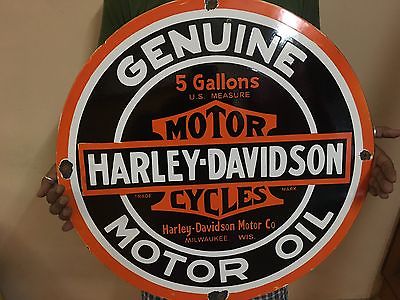 GENUINE
5 Gallons
U.S. MEASURE
MOTOR
HARLEY-DAVIDSON
TRADE MARK
CYCLES
Harley-Davidson Motor Co
MILWAUKEE WIS.
MOTOR OIL